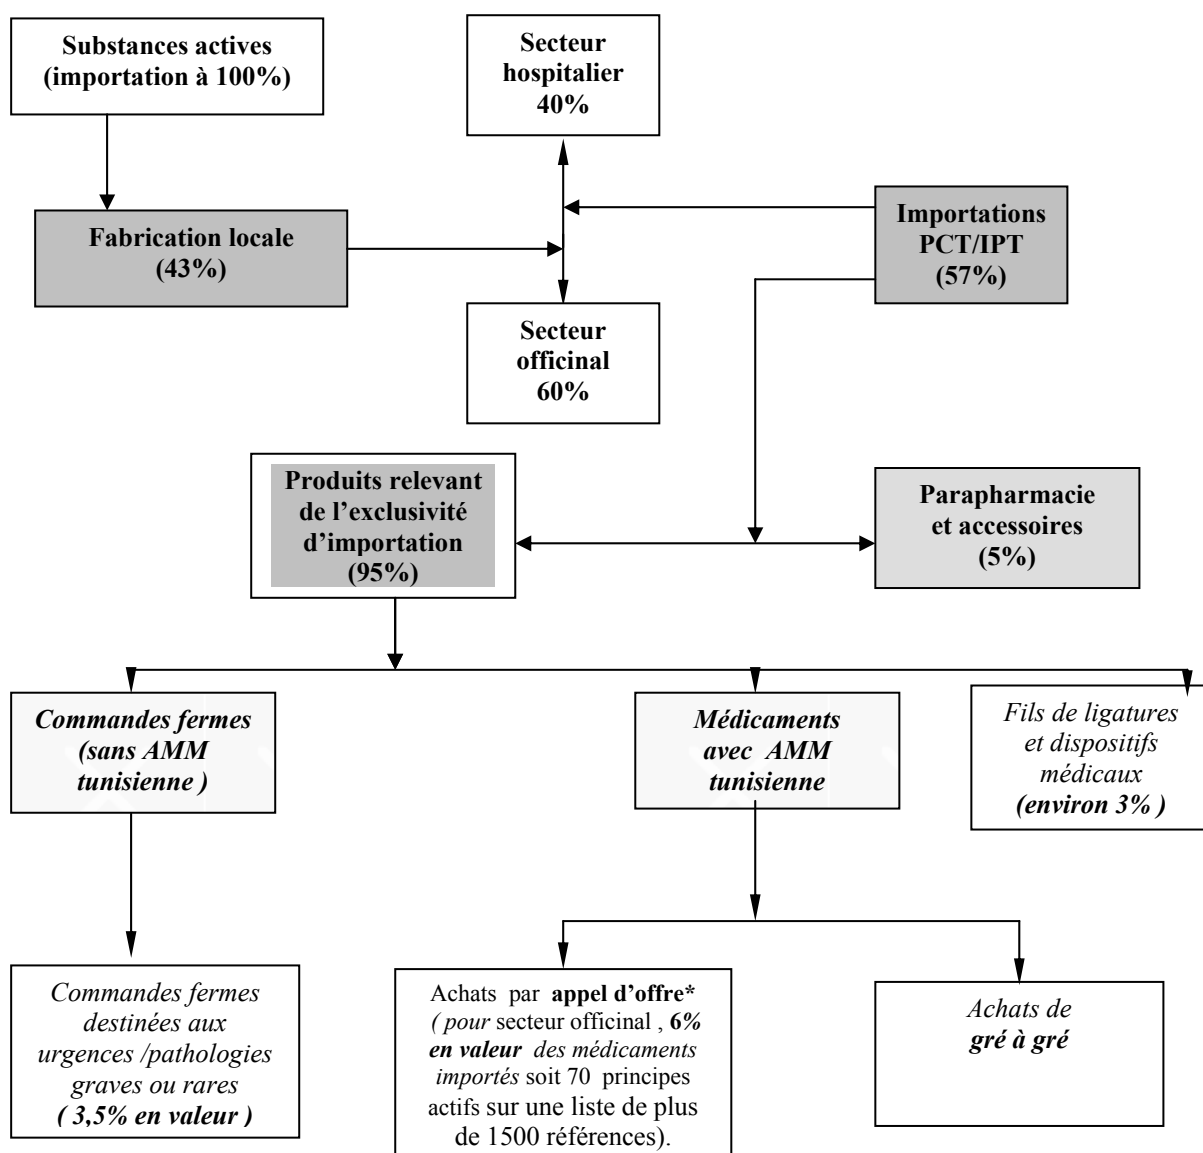 Substances actives
(importation à 100%)
Secteur
hospitalier
40%
Fabrication locale
(43%)
Importations
PCT/IPT
(57%)
Secteur
officinal
60%
Produits relevant
de l’exclusivité
d’importation
(95%)
Parapharmacie
et accessoires
(5%)
Commandes fermes
(sans AMM
tunisienne )
Médicaments
avec AMM
tunisienne
Fils de ligatures
et dispositifs
médicaux
(environ 3% )
Commandes fermes
destinées aux
urgences /pathologies
graves ou rares
( 3,5% en valeur )
Achats par appel d’offre*
( pour secteur officinal , 6%
en valeur des médicaments
importés soit 70 principes
actifs sur une liste de plus
de 1500 références).
Achats de
gré à gré